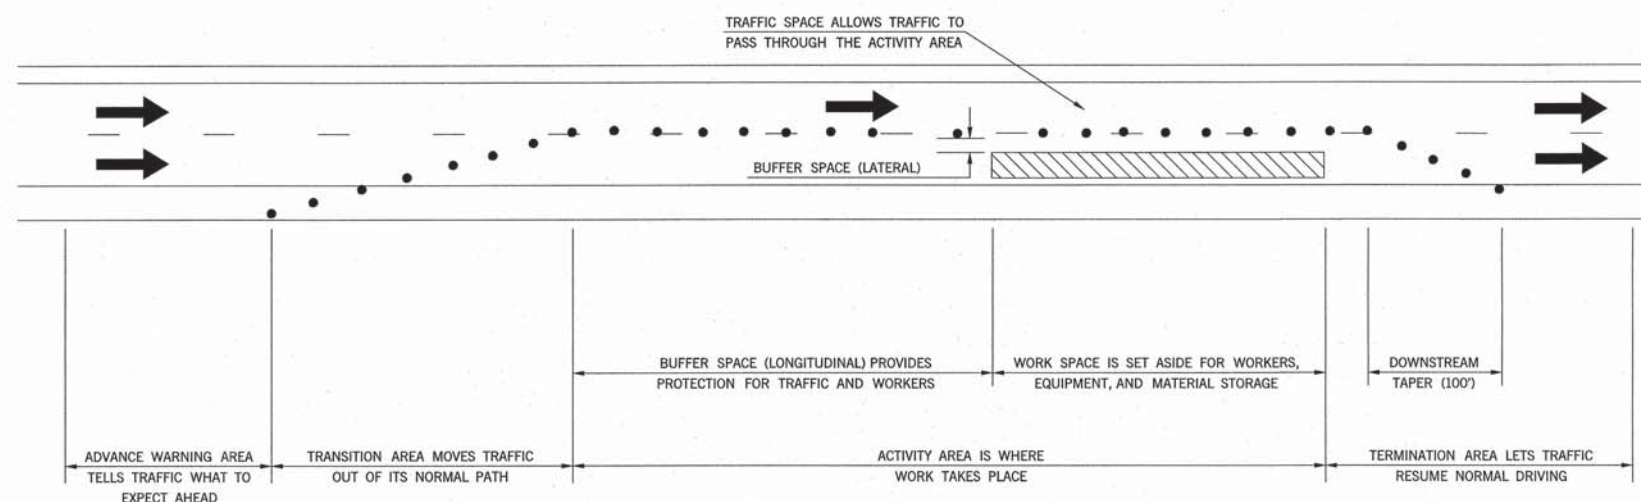 TRAFFIC SPACE ALLOWS TRAFFIC TO
PASS THROUGH THE ACTIVITY AREA
BUFFER SPACE (LATERAL)
BUFFER SPACE (LONGITUDINAL) PROVIDES
PROTECTION FOR TRAFFIC AND WORKERS
WORK SPACE IS SET ASIDE FOR WORKERS,
EQUIPMENT, AND MATERIAL STORAGE
DOWNSTREAM
TAPER (100')
ADVANCE WARNING AREA
TELLS TRAFFIC WHAT TO
EXPECT AHEAD
TRANSITION AREA MOVES TRAFFIC
OUT OF ITS NORMAL PATH
ACTIVITY AREA IS WHERE
WORK TAKES PLACE
TERMINATION AREA LETS TRAFFIC
RESUME NORMAL DRIVING